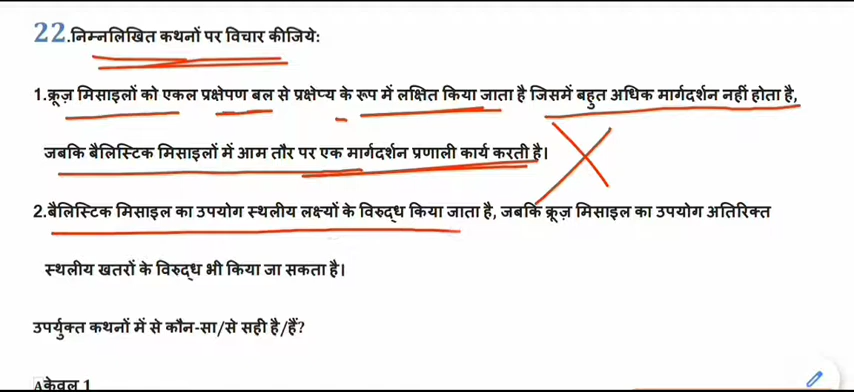 22.निम्नलिखित कथनों पर विचार कीजिये:
1.क्रूज़ मिसाइलों को एकल प्रक्षेपण बल से प्रक्षेप्य के रूप में लक्षित किया जाता है जिसमें बहुत अधिक मार्गदर्शन नहीं होता है,
जबकि बैलिस्टिक मिसाइलों में आम तौर पर एक मार्गदर्शन प्रणाली कार्य करती है।
2.बैलिस्टिक मिसाइल का उपयोग स्थलीय लक्ष्यों के विरुद्ध किया जाता है, जबकि क्रूज़ मिसाइल का उपयोग अतिरिक्त
स्थलीय खतरों के विरुद्ध भी किया जा सकता है।
उपर्युक्त कथनों में से कौन-सा/से सही है/हैं?
Aकेवल 1